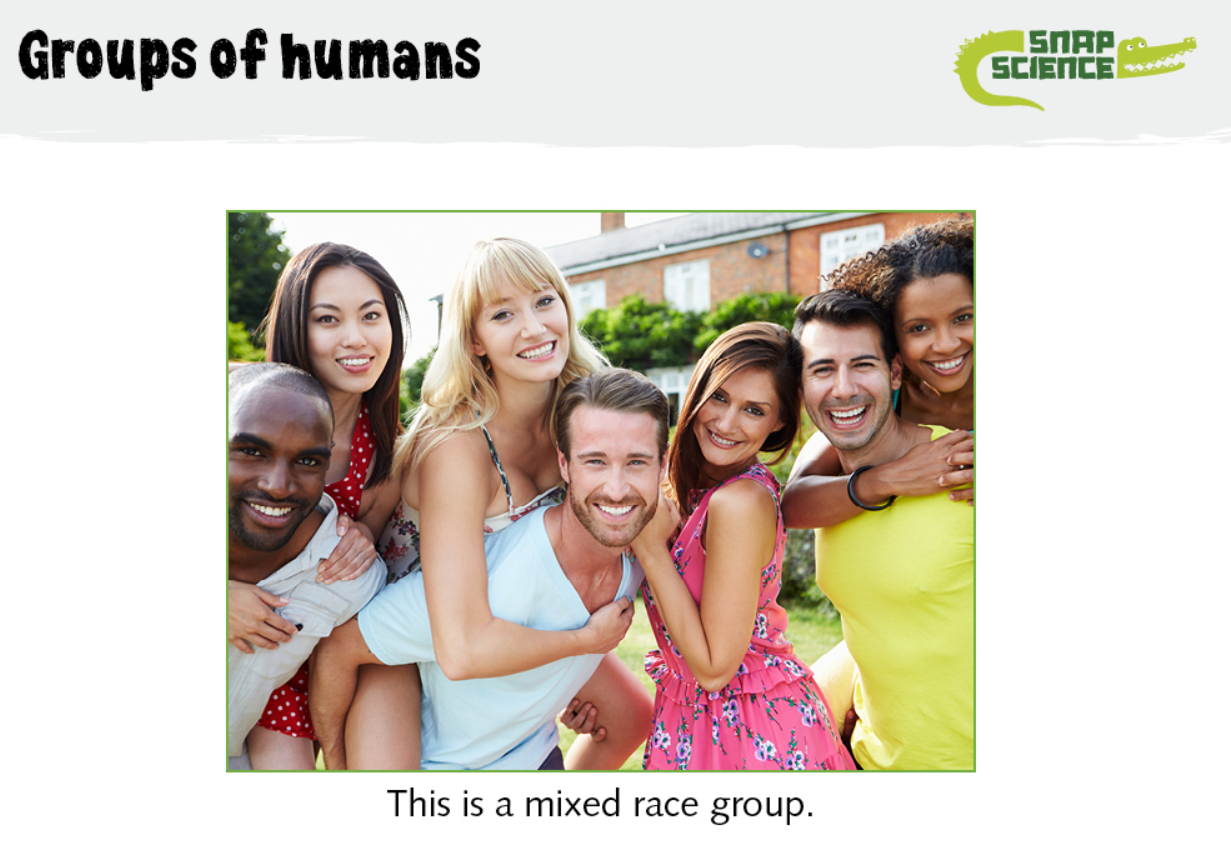 Groups of humans
SNAP
SCIENCE
This is a mixed race group.